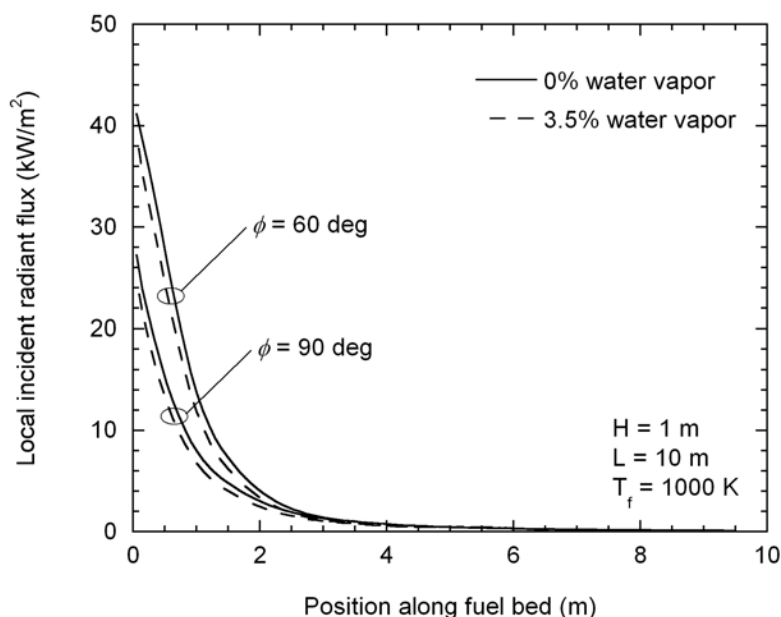 50
40
30
20
10
0
0 2 4 6 8 10
Local incident radiant flux (kW/m²)
Position along fuel bed (m)
0% water vapor
3.5% water vapor
ϕ = 60 deg
ϕ = 90 deg
H = 1 m
L = 10 m
T_f = 1000 K